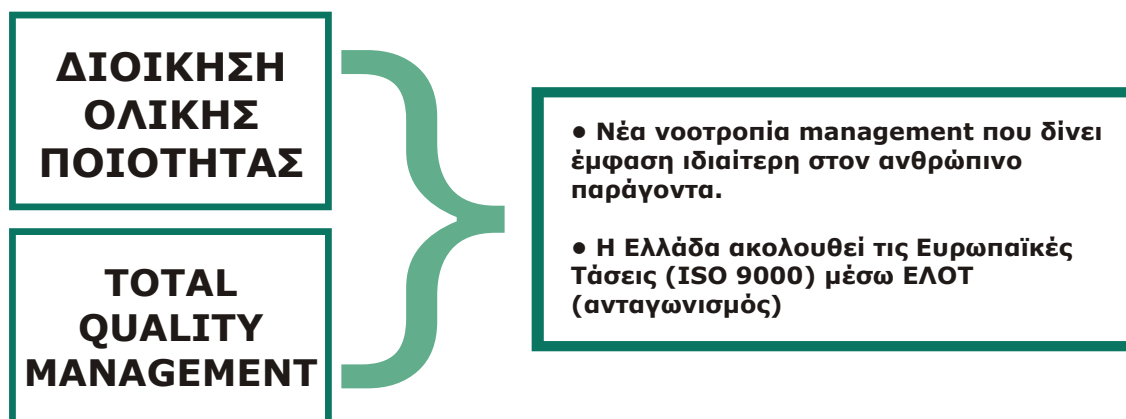 ΔΙΟΙΚΗΣΗ
ΟΛΙΚΗΣ
ΠΟΙΟΤΗΤΑΣ
TOTAL
QUALITY
MANAGEMENT
● Νέα νοοτροπία management που δίνει
έμφαση ιδιαίτερη στον ανθρώπινο
παράγοντα.
● Η Ελλάδα ακολουθεί τις Ευρωπαϊκές
Τάσεις (ISO 9000) μέσω ΕΛΟΤ
(ανταγωνισμός)